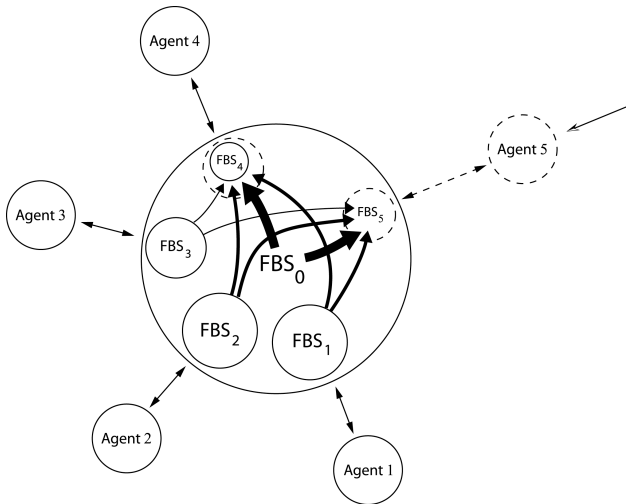 Agent 4
Agent 5
FBS₄
Agent 3
FBS₅
FBS₃
FBS₀
FBS₂
FBS₁
Agent 2
Agent 1